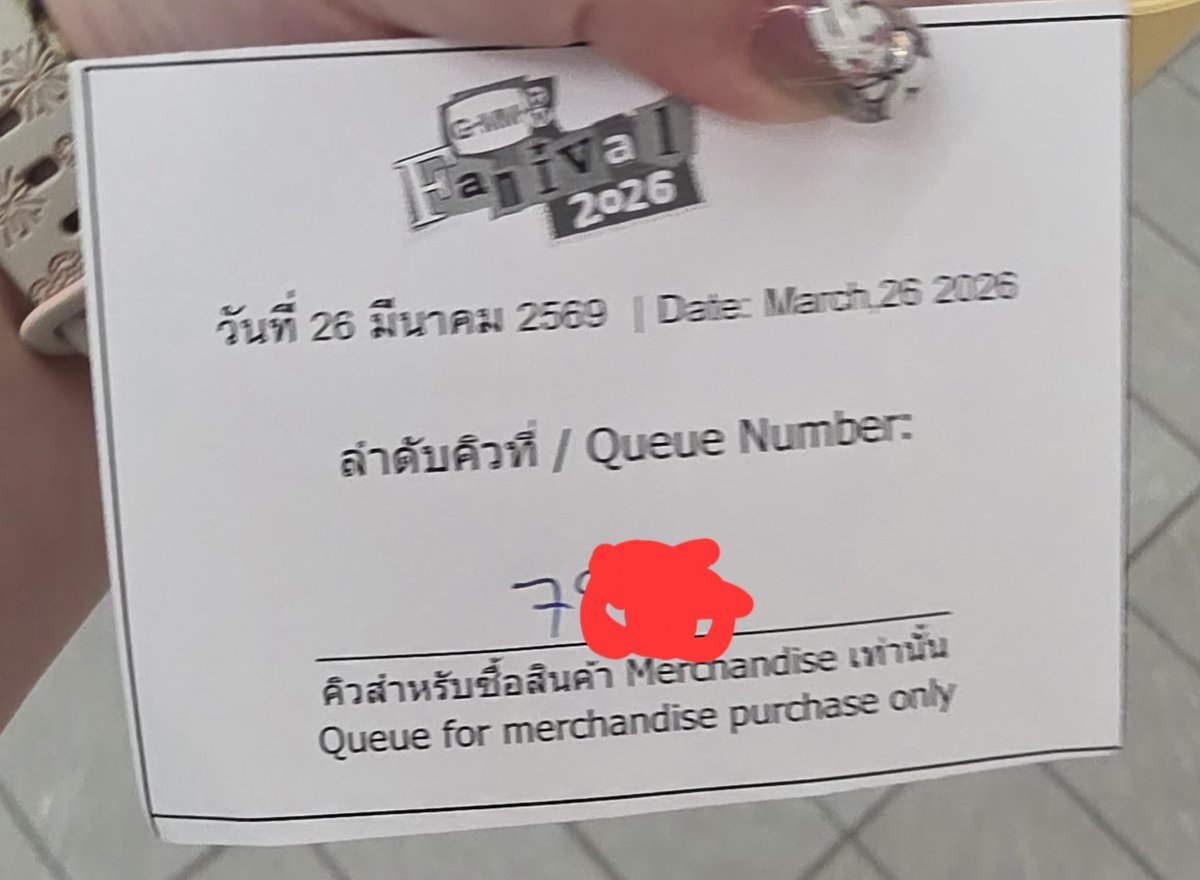 Fanival
2026
วันที่ 26 มีนาคม 2569 | Date: March,26 2026
ลำดับคิวที่ / Queue Number:
7
คิวสำหรับซื้อสินค้า Merchandise เท่านั้น
Queue for merchandise purchase only